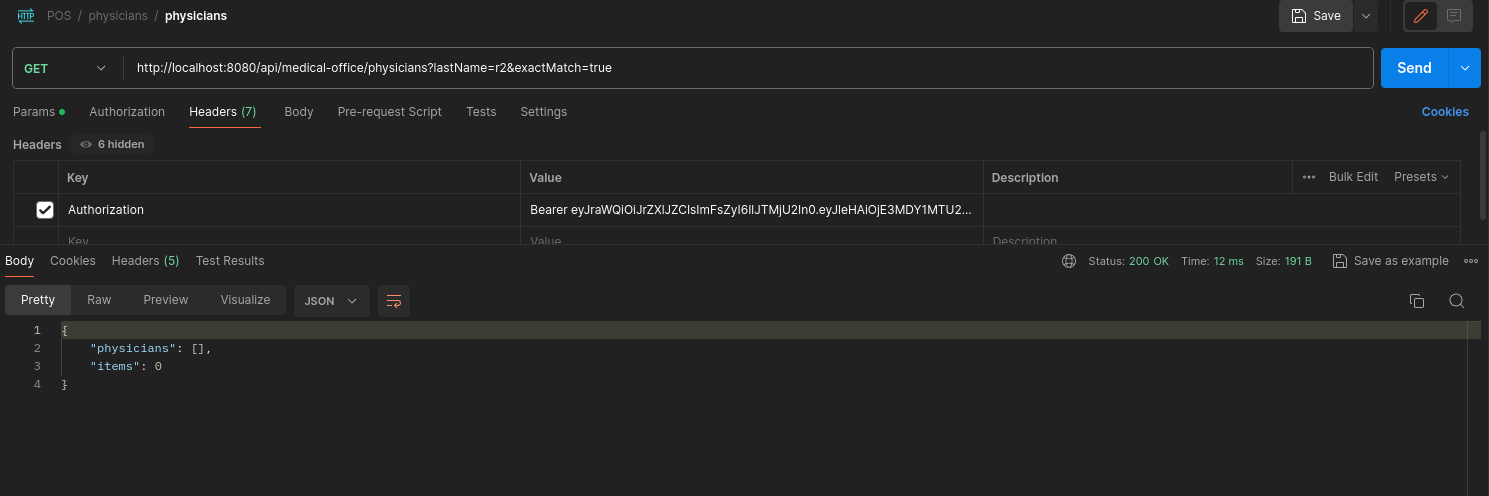 HTTP POS / physicians / physicians Save
GET http://localhost:8080/api/medical-office/physicians?lastName=r2&exactMatch=true Send
Params Authorization Headers (7) Body Pre-request Script Tests Settings Cookies
Headers 6 hidden
Key Value Description ••• Bulk Edit Presets
Authorization Bearer eyJraWQiOiJrZXlJZCIsImFsZyI6IlJTMjU2In0.eyJleHAiOjE3MDY1MTU2...
Key Value Description
Body Cookies Headers (5) Test Results Status: 200 OK Time: 12 ms Size: 191 B Save as example •••
Pretty Raw Preview Visualize JSON
1 {
2 "physicians": [],
3 "items": 0
4 }